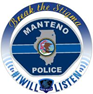 Break the Stigma
MANTENO
POLICE
I WILL LISTEN